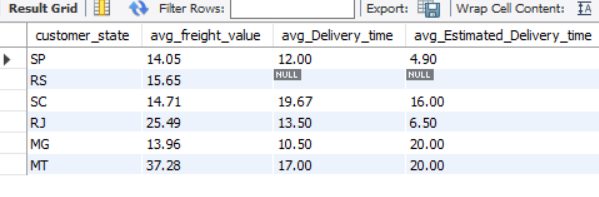 Result Grid Filter Rows: Export: Wrap Cell Content: IA
customer_state avg_freight_value avg_Delivery_time avg_Estimated_Delivery_time
SP 14.05 12.00 4.90
RS 15.65 NULL NULL
SC 14.71 19.67 16.00
RJ 25.49 13.50 6.50
MG 13.96 10.50 20.00
MT 37.28 17.00 20.00